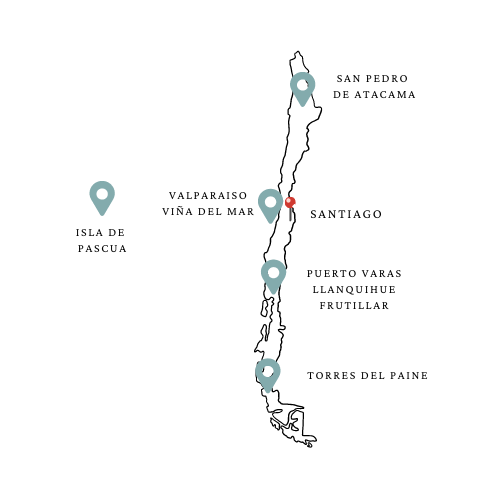 SAN PEDRO
DE ATACAMA
VALPARAISO
VIÑA DEL MAR
SANTIAGO
ISLA DE
PASCUA
PUERTO VARAS
LLANQUIHUE
FRUTILLAR
TORRES DEL PAINE